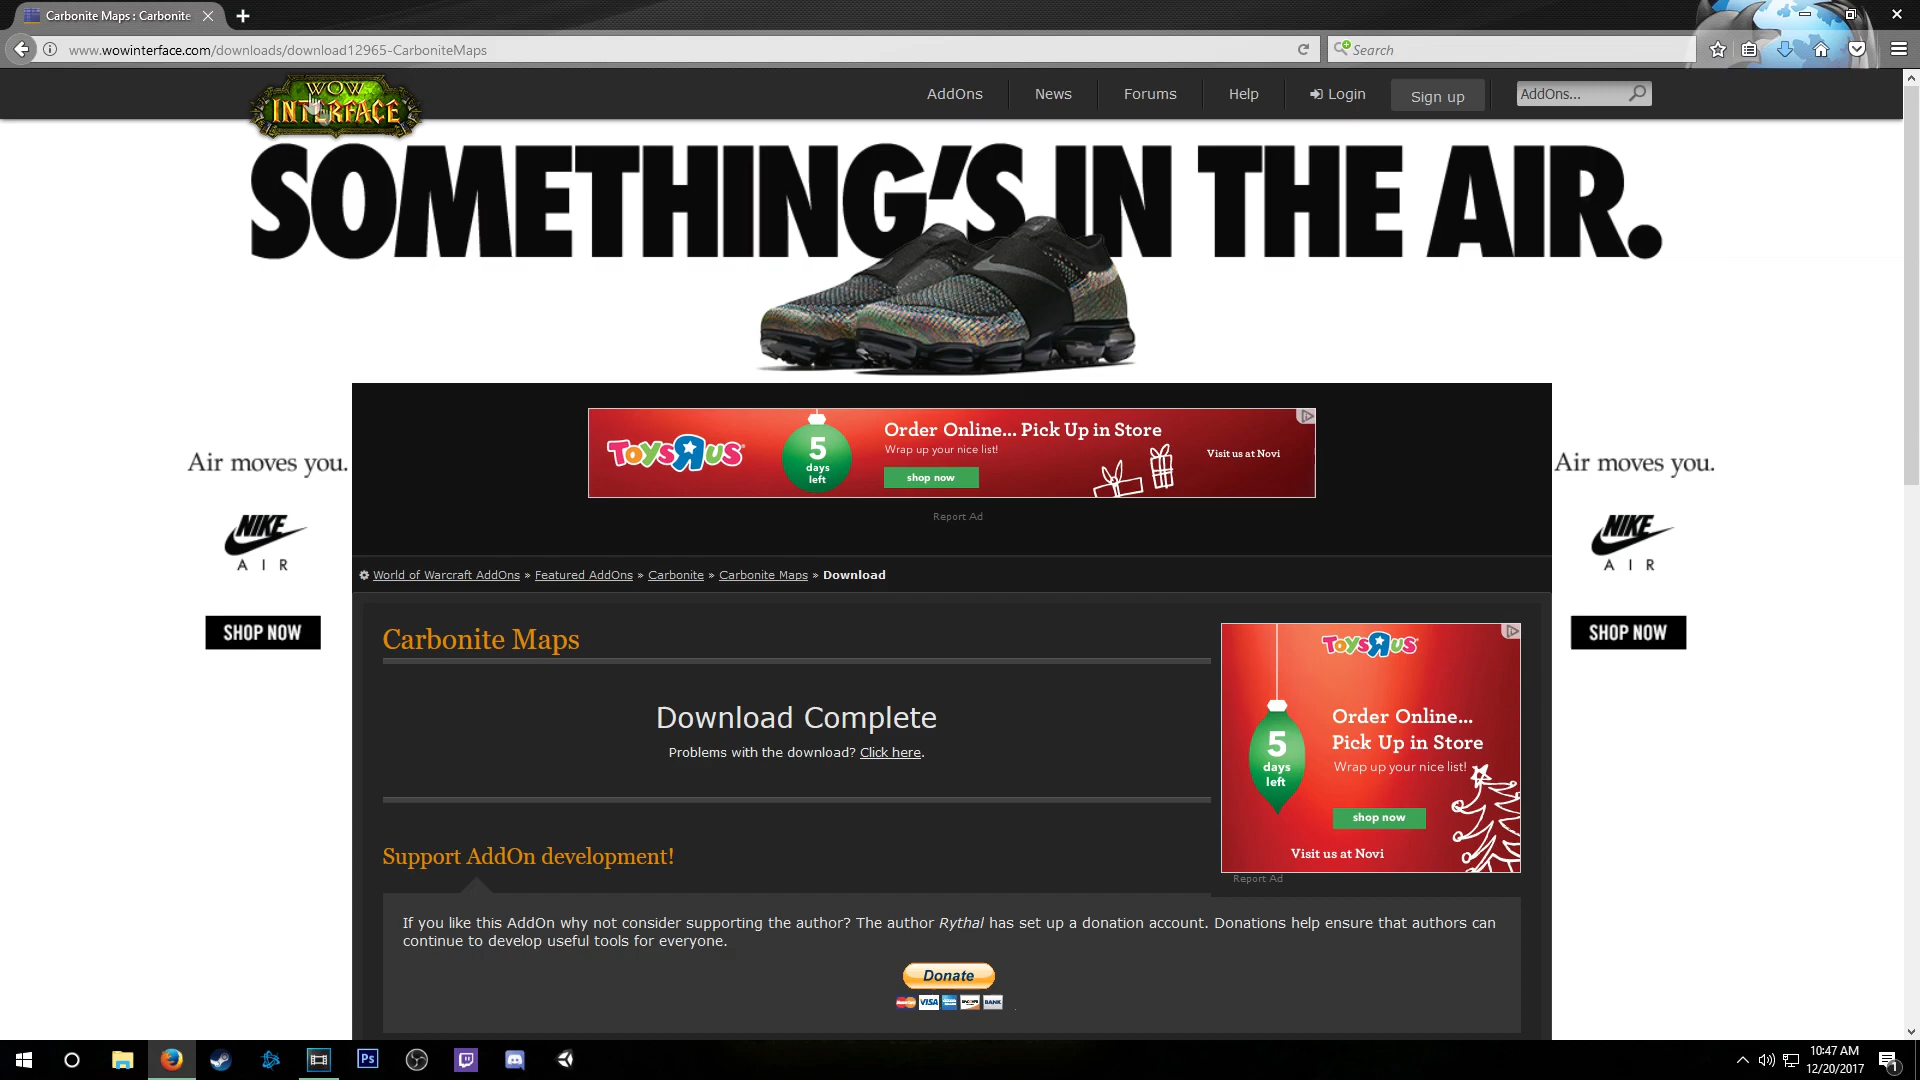 Carbonite Maps : Carbonite
www.wowinterface.com/downloads/download12965-CarboniteMaps
Search
WOW
INTERFACE
AddOns
News
Forums
Help
Login
Sign up
AddOns...
SOMETHING'S IN THE AIR.
ToysRus
5
days
left
Order Online... Pick Up in Store
Wrap up your nice list!
shop now
Visit us at Novi
Report Ad
Air moves you.
NIKE
AIR
SHOP NOW
Air moves you.
NIKE
AIR
SHOP NOW
World of Warcraft AddOns » Featured AddOns » Carbonite » Carbonite Maps » Download
Carbonite Maps
Download Complete
Problems with the download? Click here.
ToysRus
Order Online...
Pick Up in Store
Wrap up your nice list!
5
days
left
shop now
Visit us at Novi
Report Ad
Support AddOn development!
If you like this AddOn why not consider supporting the author? The author Rythal has set up a donation account. Donations help ensure that authors can
continue to develop useful tools for everyone.
Donate
VISA
BANK
Ps
10:47 AM
12/20/2017
1